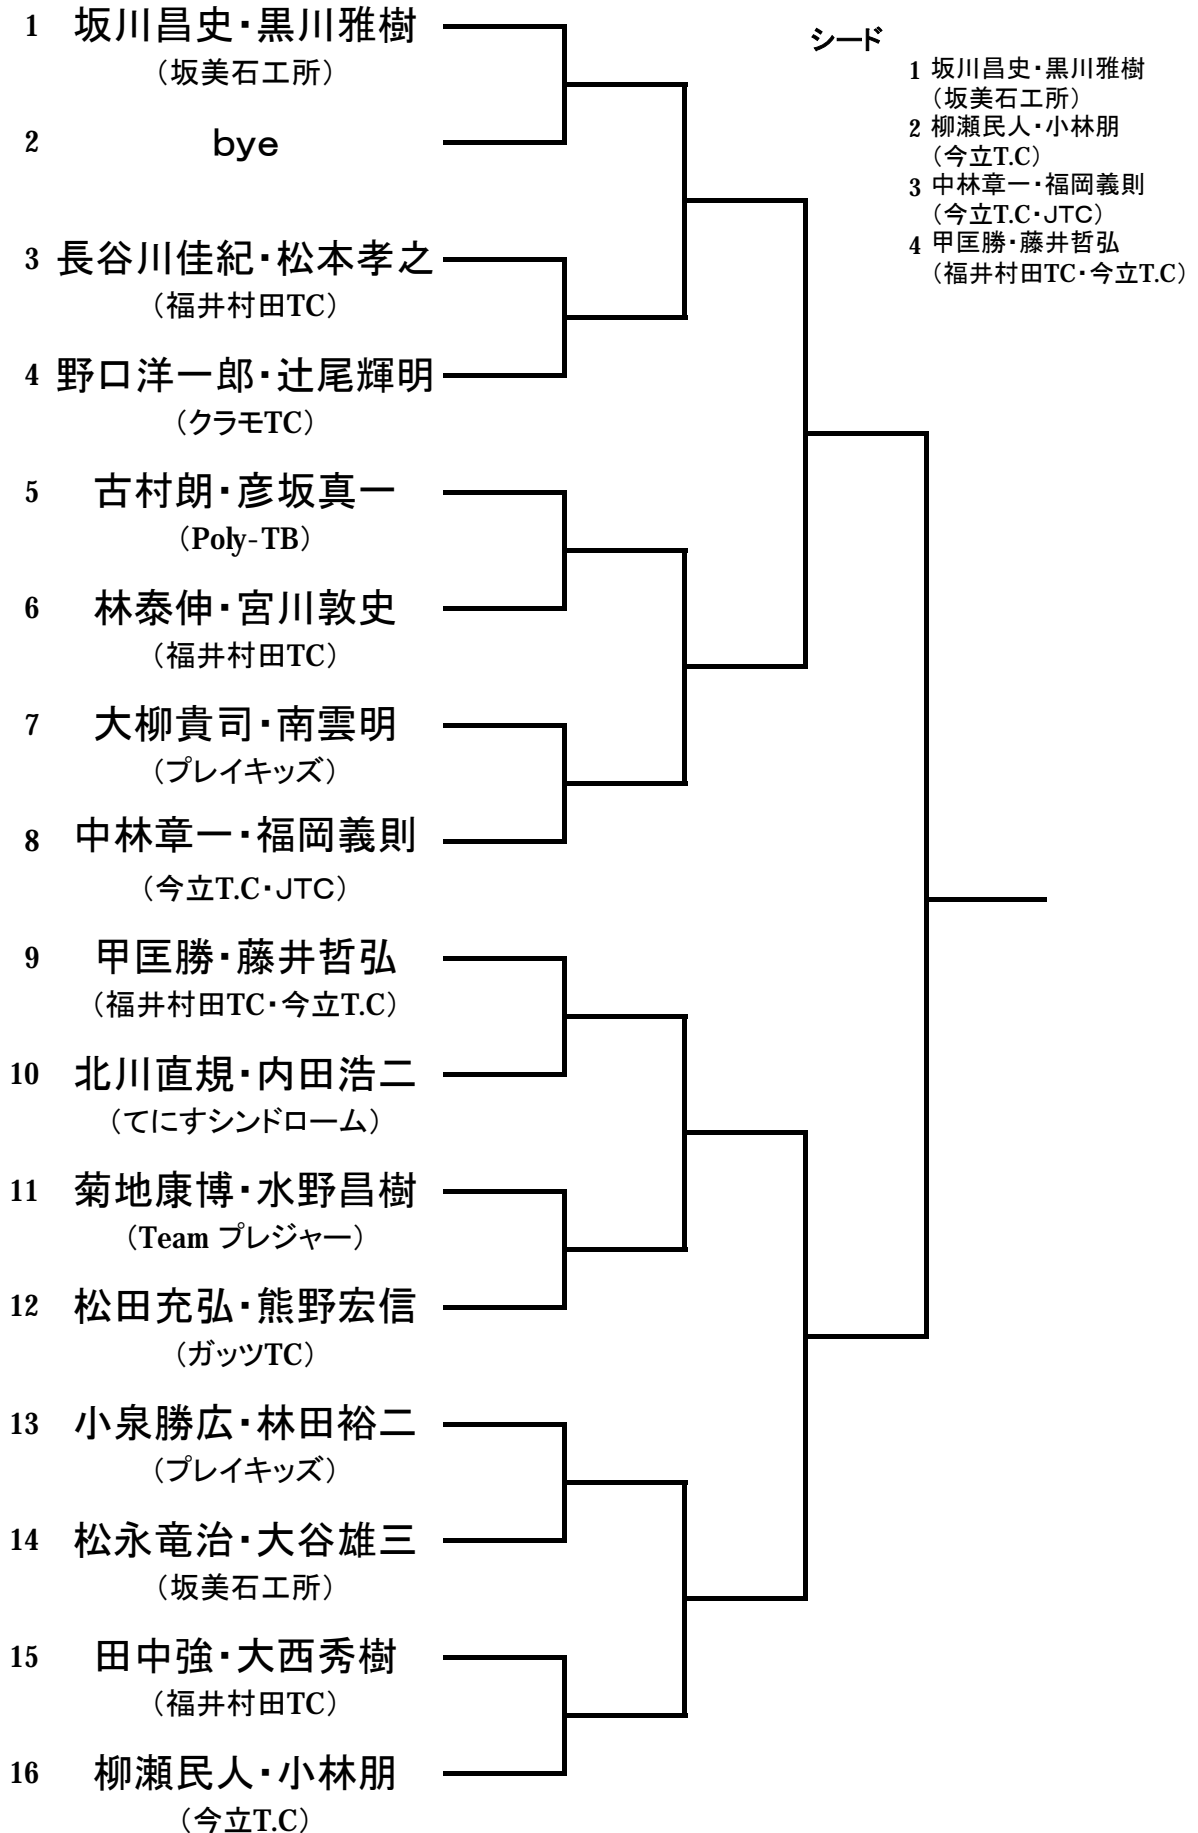 1 坂川昌史・黒川雅樹
（坂美石工所）
2 bye
3 長谷川佳紀・松本孝之
（福井村田TC）
4 野口洋一郎・辻尾輝明
（クラモTC）
5 古村朗・彦坂真一
（Poly-TB）
6 林泰伸・宮川敦史
（福井村田TC）
7 大柳貴司・南雲明
（プレイキッズ）
8 中林章一・福岡義則
（今立T.C・JTC）
9 甲匡勝・藤井哲弘
（福井村田TC・今立T.C）
10 北川直規・内田浩二
（てにすシンドローム）
11 菊地康博・水野昌樹
（Team プレジャー）
12 松田充弘・熊野宏信
（ガッツTC）
13 小泉勝広・林田裕二
（プレイキッズ）
14 松永竜治・大谷雄三
（坂美石工所）
15 田中強・大西秀樹
（福井村田TC）
16 柳瀬民人・小林朋
（今立T.C）
シード
1 坂川昌史・黒川雅樹
（坂美石工所）
2 柳瀬民人・小林朋
（今立T.C）
3 中林章一・福岡義則
（今立T.C・JTC）
4 甲匡勝・藤井哲弘
（福井村田TC・今立T.C）